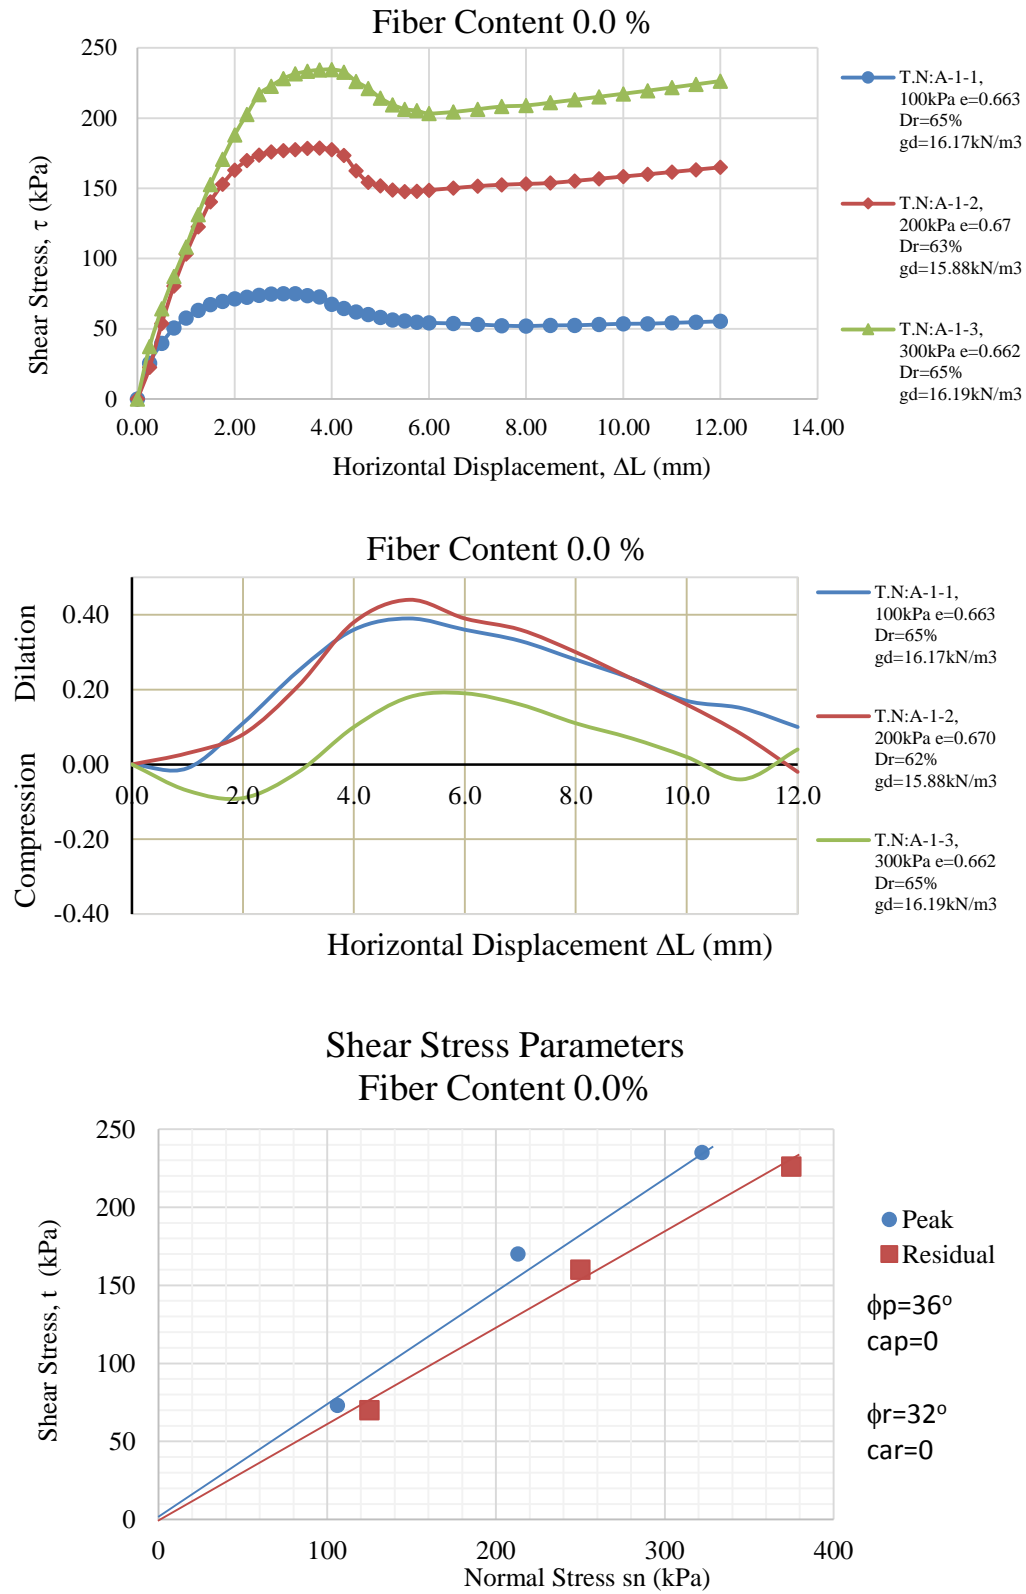 Fiber Content 0.0 %
250
200
150
100
50
0
Shear Stress, τ (kPa)
0.00 2.00 4.00 6.00 8.00 10.00 12.00 14.00
Horizontal Displacement, ΔL (mm)
T.N:A-1-1,
100kPa e=0.663
Dr=65%
gd=16.17kN/m3
T.N:A-1-2,
200kPa e=0.67
Dr=63%
gd=15.88kN/m3
T.N:A-1-3,
300kPa e=0.662
Dr=65%
gd=16.19kN/m3
Fiber Content 0.0 %
Dilation
Compression
0.40
0.20
0.00
-0.20
-0.40
0.0 2.0 4.0 6.0 8.0 10.0 12.0
Horizontal Displacement ΔL (mm)
T.N:A-1-1,
100kPa e=0.663
Dr=65%
gd=16.17kN/m3
T.N:A-1-2,
200kPa e=0.670
Dr=62%
gd=15.88kN/m3
T.N:A-1-3,
300kPa e=0.662
Dr=65%
gd=16.19kN/m3
Shear Stress Parameters
Fiber Content 0.0%
250
200
150
100
50
0
Shear Stress, t (kPa)
0 100 200 300 400
Normal Stress sn (kPa)
Peak
Residual
ϕp=36º
cap=0
ϕr=32º
car=0